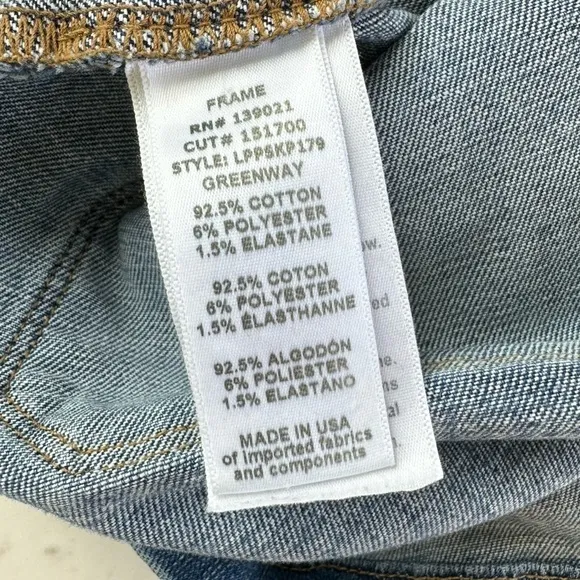 FRAME
RN# 139021
CUT# 151700
STYLE: LPPSKP179
GREENWAY
92.5% COTTON
6% POLYESTER
1.5% ELASTANE
92.5% COTON
6% POLYESTER
1.5% ÉLASTHANNE
92.5% ALGODÓN
6% POLIESTER
1.5% ELASTANO
MADE IN USA
of imported fabrics
and components